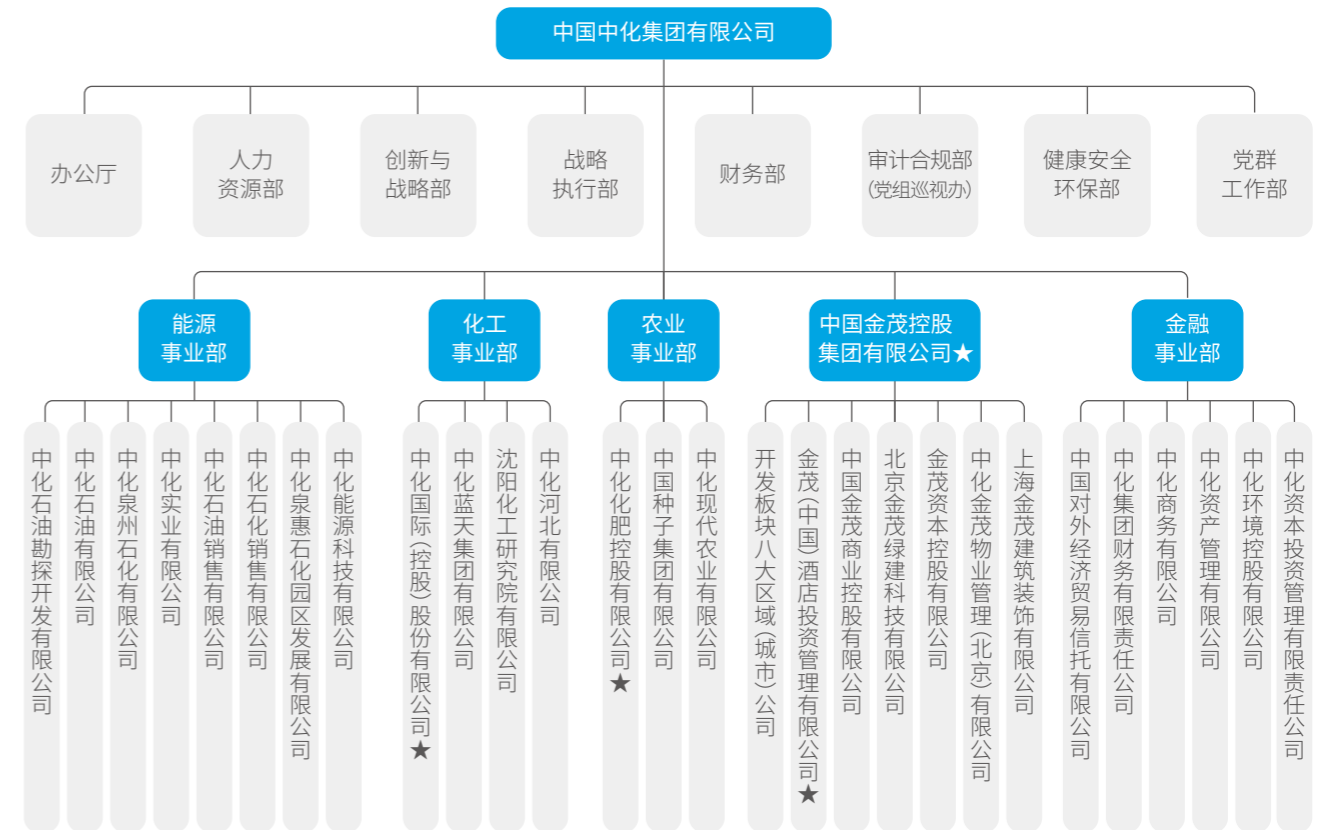 中国中化集团有限公司
办公厅
人力
资源部
创新与
战略部
战略
执行部
财务部
审计合规部
(党组巡视办)
健康安全
环保部
党群
工作部
能源
事业部
化工
事业部
农业
事业部
中国金茂控股
集团有限公司★
金融
事业部
中化石油勘探开发有限公司
中化石油有限公司
中化泉州石化有限公司
中化实业有限公司
中化石油销售有限公司
中化石化销售有限公司
中化泉惠石化园区发展有限公司
中化能源科技有限公司
中化国际(控股)股份有限公司★
中化蓝天集团有限公司
沈阳化工研究院有限公司
中化河北有限公司
中化化肥控股有限公司★
中国种子集团有限公司
中化现代农业有限公司
开发板块八大区域(城市)公司
金茂(中国)酒店投资管理有限公司★
中国金茂商业控股有限公司
北京金茂绿建科技有限公司
金茂资本控股有限公司
中化金茂物业管理(北京)有限公司
上海金茂建筑装饰有限公司
中国对外经济贸易信托有限公司
中化集团财务有限责任公司
中化商务有限公司
中化资产管理有限公司
中化环境控股有限公司
中化资本投资管理有限责任公司